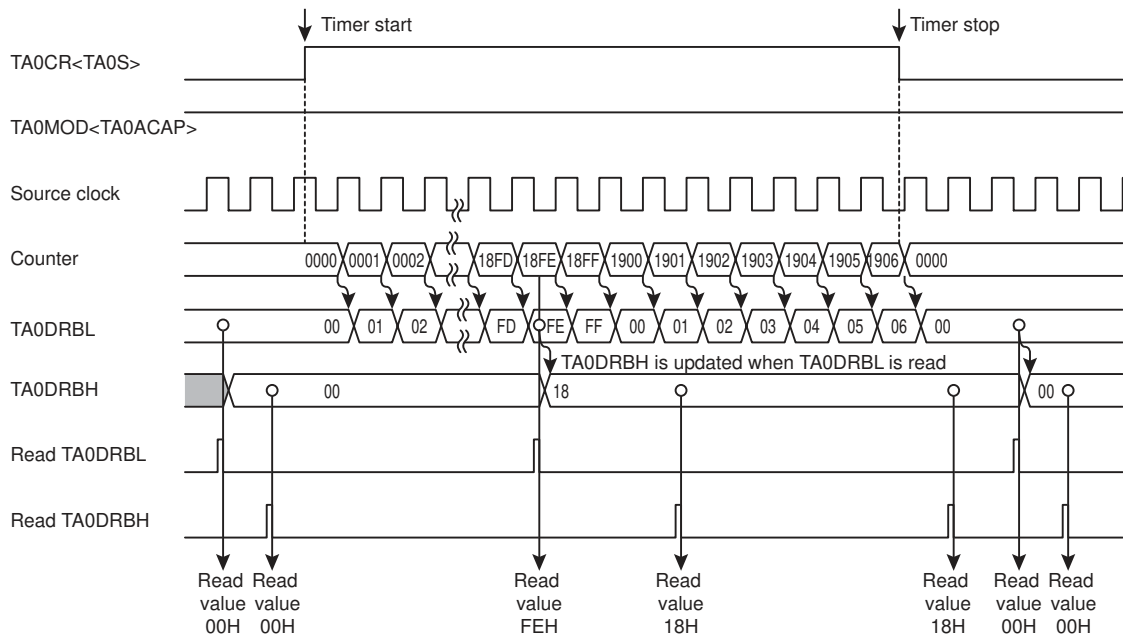 Timer start
Timer stop
TA0CR<TA0S>
TA0MOD<TA0ACAP>
Source clock
Counter
0000 0001 0002 18FD 18FE 18FF 1900 1901 1902 1903 1904 1905 1906 0000
TA0DRBL
00 01 02 FD FE FF 00 01 02 03 04 05 06 00
TA0DRBH is updated when TA0DRBL is read
TA0DRBH
00 18 00
Read TA0DRBL
Read TA0DRBH
Read
value
00H
Read
value
00H
Read
value
FEH
Read
value
18H
Read
value
18H
Read
value
00H
Read
value
00H